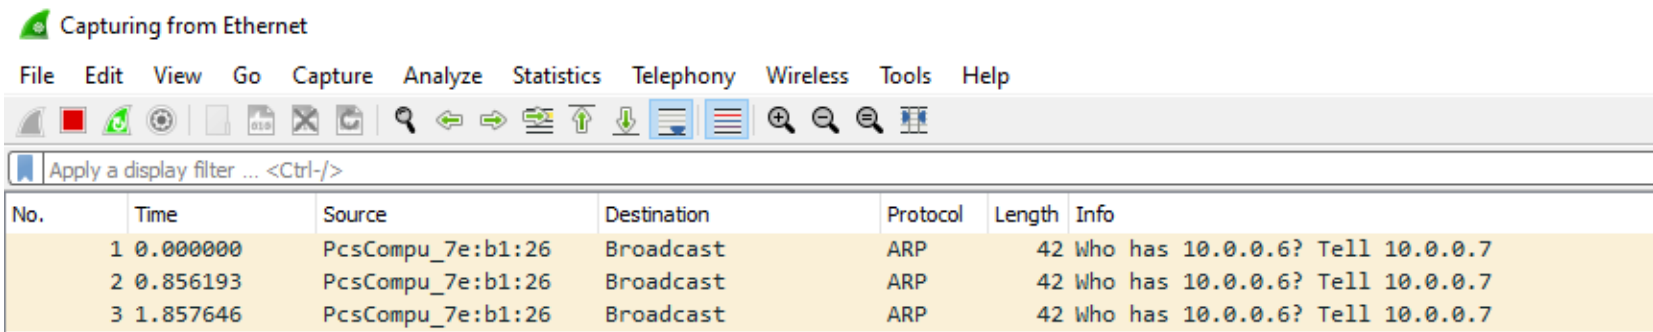 Capturing from Ethernet
File Edit View Go Capture Analyze Statistics Telephony Wireless Tools Help
Apply a display filter ... <Ctrl-/>
No. Time Source Destination Protocol Length Info
1 0.000000 PcsCompu_7e:b1:26 Broadcast ARP 42 Who has 10.0.0.6? Tell 10.0.0.7
2 0.856193 PcsCompu_7e:b1:26 Broadcast ARP 42 Who has 10.0.0.6? Tell 10.0.0.7
3 1.857646 PcsCompu_7e:b1:26 Broadcast ARP 42 Who has 10.0.0.6? Tell 10.0.0.7